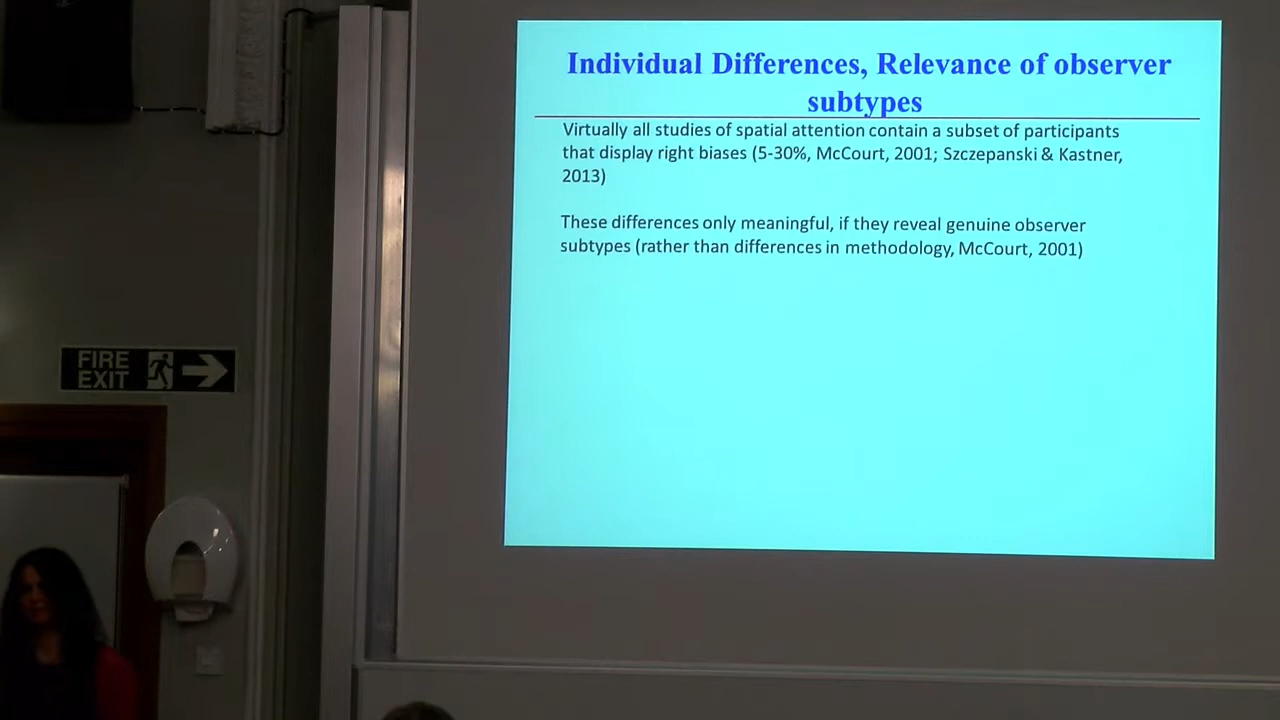 Individual Differences, Relevance of observer
subtypes
Virtually all studies of spatial attention contain a subset of participants
that display right biases (5-30%, McCourt, 2001; Szczepanski & Kastner,
2013)
These differences only meaningful, if they reveal genuine observer
subtypes (rather than differences in methodology, McCourt, 2001)
FIRE
EXIT